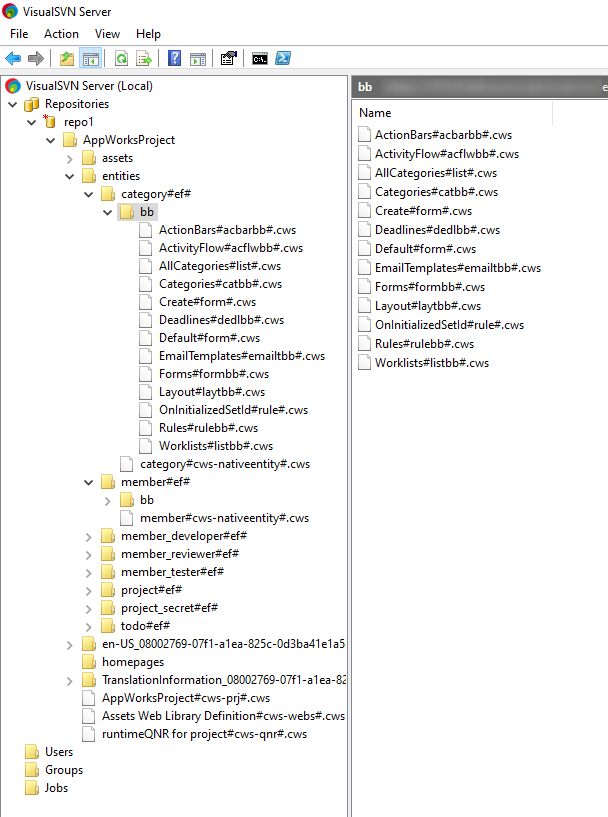 VisualSVN Server
File Action View Help
VisualSVN Server (Local)
Repositories
repo1
AppWorksProject
assets
entities
category#ef#
bb
ActionBars#acbarbb#.cws
ActivityFlow#acflwbb#.cws
AllCategories#list#.cws
Categories#catbb#.cws
Create#form#.cws
Deadlines#dedlbb#.cws
Default#form#.cws
EmailTemplates#emailtbb#.cws
Forms#formbb#.cws
Layout#laytbb#.cws
OnInitializedSetId#rule#.cws
Rules#rulebb#.cws
Worklists#listbb#.cws
category#cws-nativeentity#.cws
member#ef#
bb
member#cws-nativeentity#.cws
member_developer#ef#
member_reviewer#ef#
member_tester#ef#
project#ef#
project_secret#ef#
todo#ef#
en-US_08002769-07f1-a1ea-825c-0d3ba41e1a5
homepages
TranslationInformation_08002769-07f1-a1ea-82
AppWorksProject#cws-prj#.cws
Assets Web Library Definition#cws-webs#.cws
runtimeQNR for project#cws-qnr#.cws
Users
Groups
Jobs
bb
Name
ActionBars#acbarbb#.cws
ActivityFlow#acflwbb#.cws
AllCategories#list#.cws
Categories#catbb#.cws
Create#form#.cws
Deadlines#dedlbb#.cws
Default#form#.cws
EmailTemplates#emailtbb#.cws
Forms#formbb#.cws
Layout#laytbb#.cws
OnInitializedSetId#rule#.cws
Rules#rulebb#.cws
Worklists#listbb#.cws